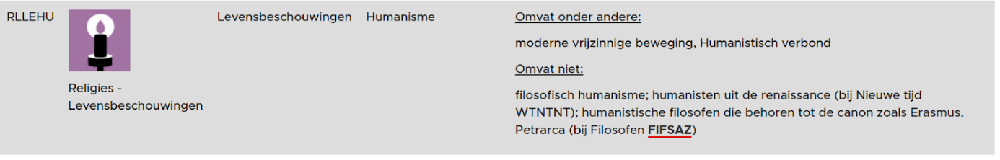 RLLEHU
Religies -
Levensbeschouwingen
Levensbeschouwingen
Humanisme
Omvat onder andere:
moderne vrijzinnige beweging, Humanistisch verbond
Omvat niet:
filosofisch humanisme; humanisten uit de renaissance (bij Nieuwe tijd
WTNTNT); humanistische filosofen die behoren tot de canon zoals Erasmus,
Petrarca (bij Filosofen FIFSAZ)